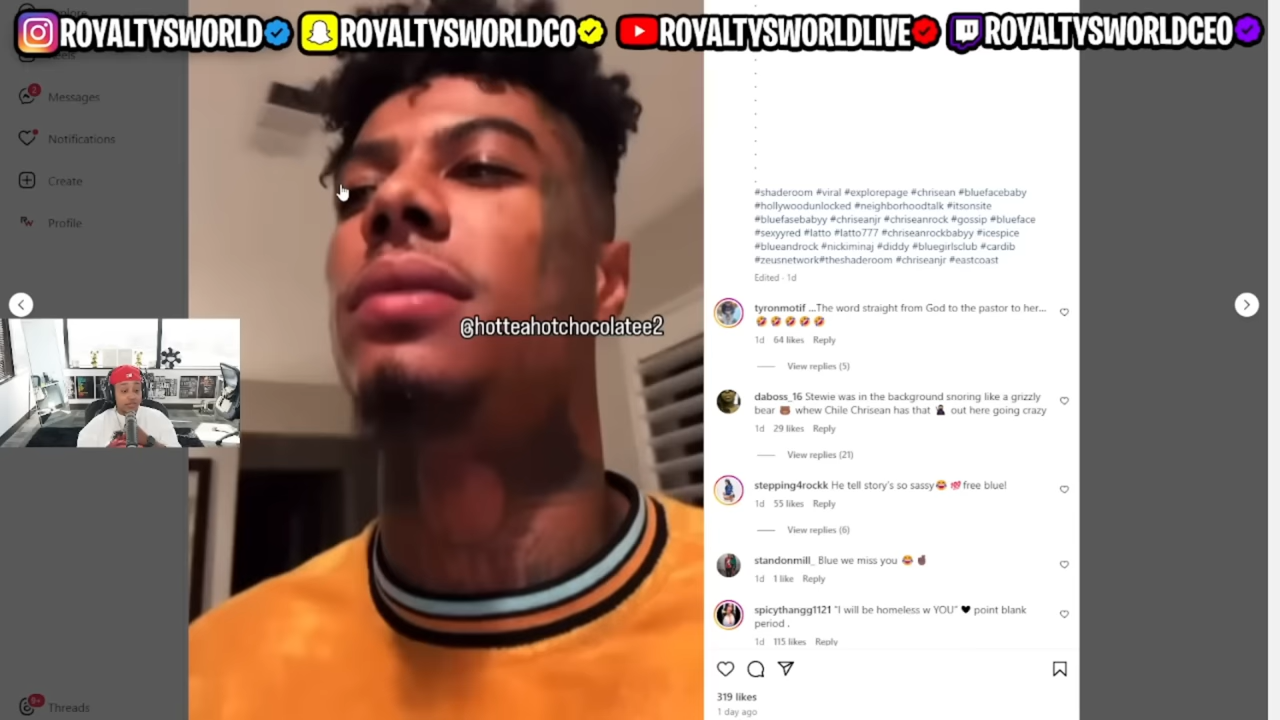 ROYALTYSWORLD ROYALTYSWORLDCO ROYALTYSWORLDLIVE ROYALTYSWORLDCEO
Messages
2
Notifications
Create
Profile
Threads
9+
@hotteahotchocolatee2
#shaderoom #viral #explorepage #chrisean #bluefacebaby
#hollywoodunlocked #neighborhoodtalk #itsonsite
#bluefasebabyy #chriseanjr #chriseanrock #gossip #blueface
#sexyyred #latto #latto777 #chriseanrockbabyy #icespice
#blueandrock #nickiminaj #diddy #bluegirlsclub #cardib
#zeusnetwork#theshaderoom #chriseanjr #eastcoast
Edited · 1d
tyronmotif ...The word straight from God to the pastor to her...
🤣 🤣 🤣 🤣 🤣
1d 64 likes Reply
View replies (5)
daboss_16 Stewie was in the background snoring like a grizzly
bear 🐻 whew Chile Chrisean has that out here going crazy
1d 29 likes Reply
View replies (21)
stepping4rockk He tell story's so sassy😂 💯free blue!
1d 55 likes Reply
View replies (6)
standonmill_ Blue we miss you 😂
1d 1 like Reply
spicythangg1121 "I will be homeless w YOU" 🖤 point blank
period .
1d 115 likes Reply
319 likes
1 day ago